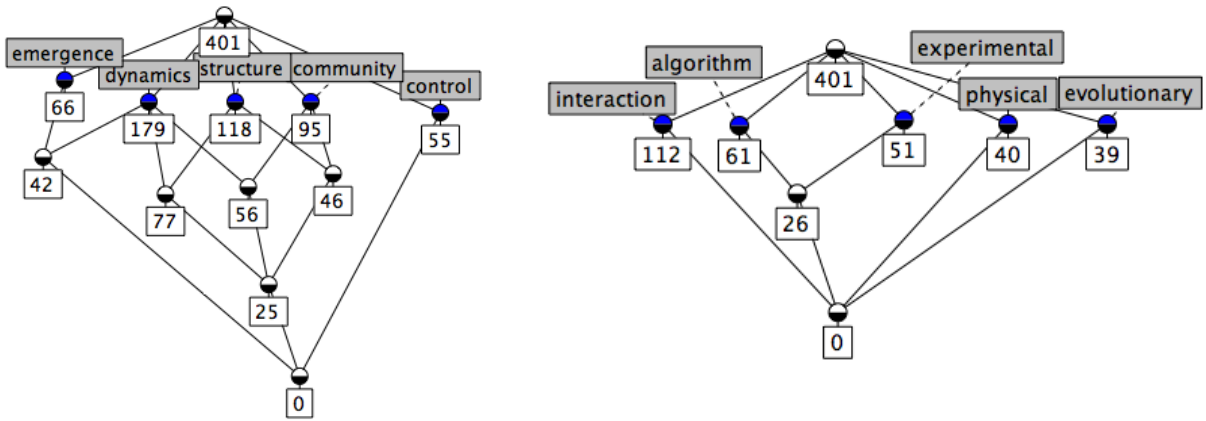 401
emergence
dynamics
structure
community
control
66
179
118
95
55
42
77
56
46
25
0
401
experimental
algorithm
interaction
physical
evolutionary
112
61
51
40
39
26
0